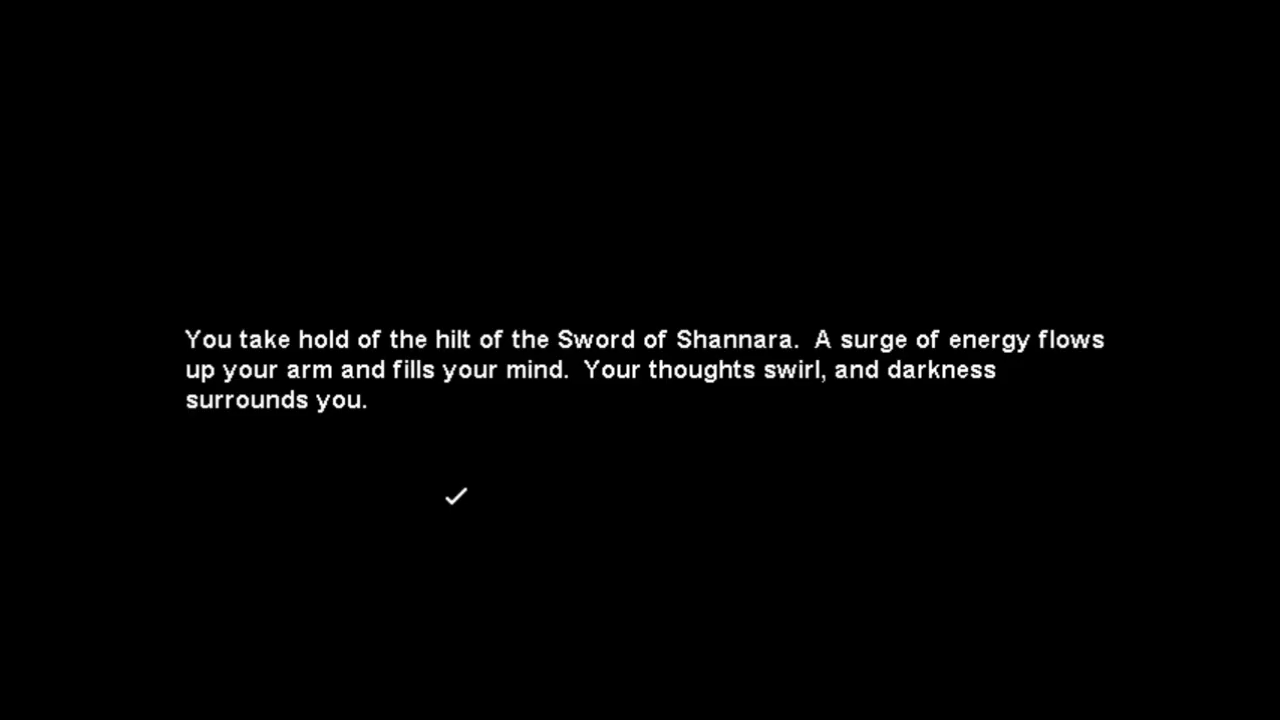 You take hold of the hilt of the Sword of Shannara.  A surge of energy flows
up your arm and fills your mind.  Your thoughts swirl, and darkness
surrounds you.